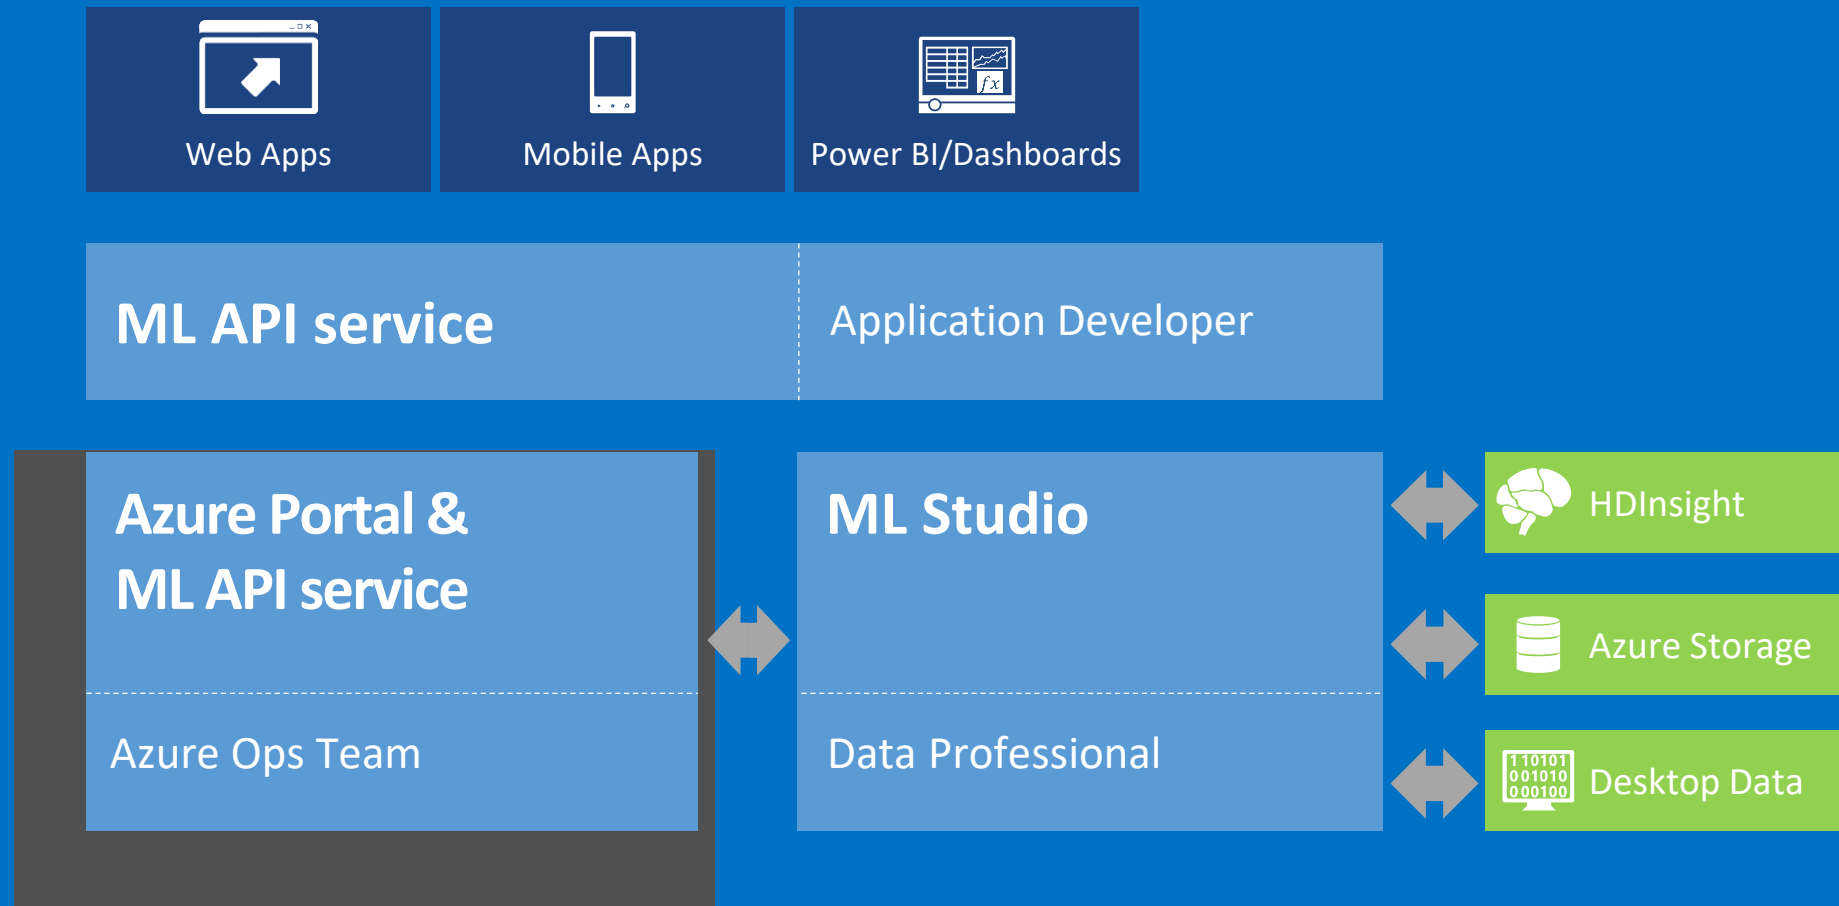 Web Apps
Mobile Apps
fx
Power BI/Dashboards
ML API service
Application Developer
Azure Portal &
ML API service
Azure Ops Team
ML Studio
Data Professional
HDInsight
Azure Storage
110101
001010
000100
Desktop Data